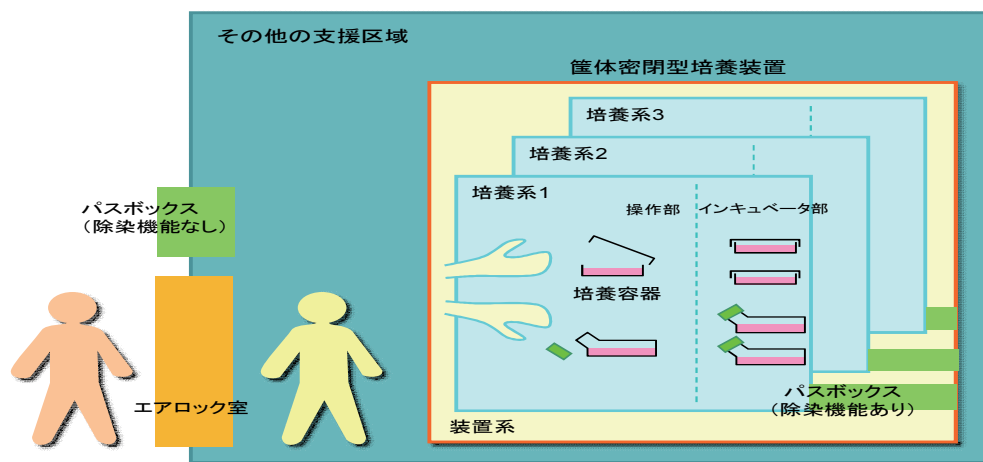 その他の支援区域
筐体密閉型培養装置
培養系3
培養系2
培養系1
操作部
インキュベータ部
パスボックス
（除染機能なし）
培養容器
エアロック室
パスボックス
（除染機能あり）
装置系